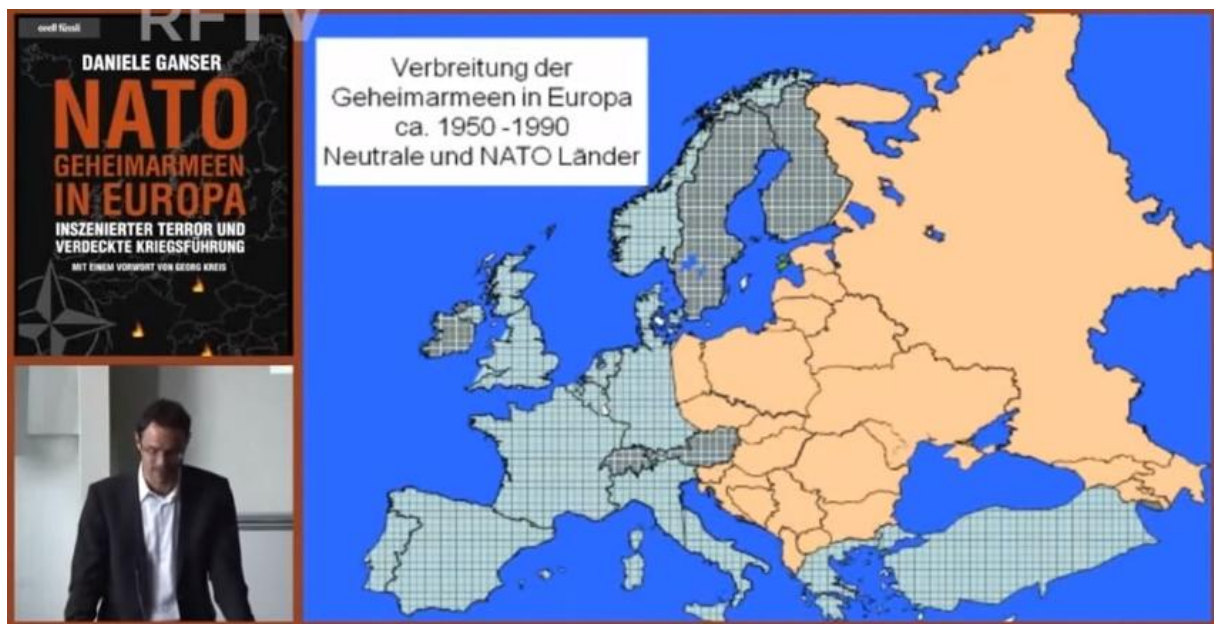 RFTV
orell füssli
DANIELE GANSER
NATO
GEHEIMARMEEN
IN EUROPA
INSZENIERTER TERROR UND
VERDECKTE KRIEGSFÜHRUNG
MIT EINEM VORWORT VON GEORG KREIS
Verbreitung der
Geheimarmeen in Europa
ca. 1950 -1990
Neutrale und NATO Länder